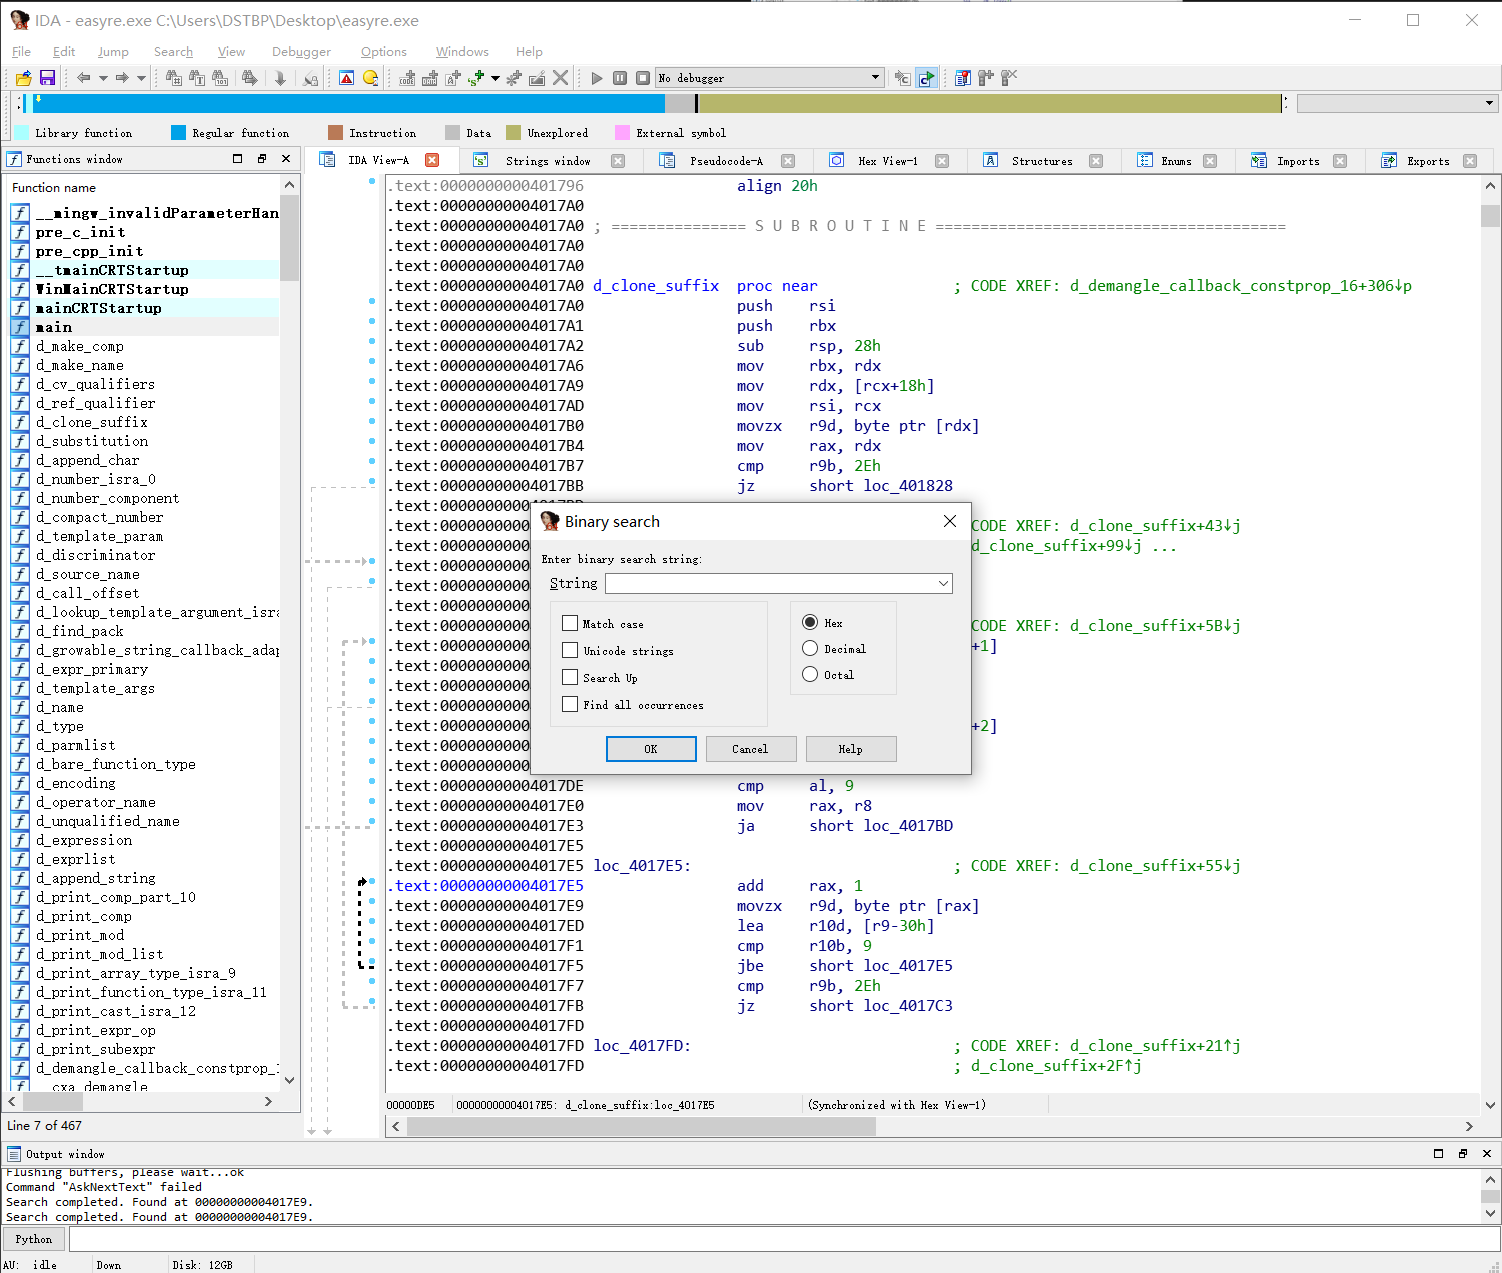 IDA - easyre.exe C:\Users\DSTBP\Desktop\easyre.exe
File Edit Jump Search View Debugger Options Windows Help
No debugger
Library function Regular function Instruction Data Unexplored External symbol
Functions window
IDA View-A Strings window Pseudocode-A Hex View-1 Structures Enums Imports Exports
Function name
__mingw_invalidParameterHan
pre_c_init
pre_cpp_init
__tmainCRTStartup
WinMainCRTStartup
mainCRTStartup
main
d_make_comp
d_make_name
d_cv_qualifiers
d_ref_qualifier
d_clone_suffix
d_substitution
d_append_char
d_number_isra_0
d_number_component
d_compact_number
d_template_param
d_discriminator
d_source_name
d_call_offset
d_lookup_template_argument_isra
d_find_pack
d_growable_string_callback_adap
d_expr_primary
d_template_args
d_name
d_type
d_parmlist
d_bare_function_type
d_encoding
d_operator_name
d_unqualified_name
d_expression
d_exprlist
d_append_string
d_print_comp_part_10
d_print_comp
d_print_mod
d_print_mod_list
d_print_array_type_isra_9
d_print_function_type_isra_11
d_print_cast_isra_12
d_print_expr_op
d_print_subexpr
d_demangle_callback_constprop_1
__cxa_demangle
Line 7 of 467
.text:0000000000401796 align 20h
.text:00000000004017A0
.text:00000000004017A0 ; =============== S U B R O U T I N E =======================================
.text:00000000004017A0
.text:00000000004017A0
.text:00000000004017A0 d_clone_suffix proc near ; CODE XREF: d_demangle_callback_constprop_16+306↓p
.text:00000000004017A0 push rsi
.text:00000000004017A1 push rbx
.text:00000000004017A2 sub rsp, 28h
.text:00000000004017A6 mov rbx, rdx
.text:00000000004017A9 mov rdx, [rcx+18h]
.text:00000000004017AD mov rsi, rcx
.text:00000000004017B0 movzx r9d, byte ptr [rdx]
.text:00000000004017B4 mov rax, rdx
.text:00000000004017B7 cmp r9b, 2Eh
.text:00000000004017BB jz short loc_401828
.text:00000000004017BD
.text:0000000000 CODE XREF: d_clone_suffix+43↓j
.text:0000000000 d_clone_suffix+99↓j ...
.text:0000000000
.text:0000000000
.text:0000000000
.text:0000000000 CODE XREF: d_clone_suffix+5B↓j
.text:0000000000 +1]
.text:0000000000
.text:0000000000
.text:0000000000
.text:0000000000 +2]
.text:0000000000
.text:0000000000
.text:00000000004017DE cmp al, 9
.text:00000000004017E0 mov rax, r8
.text:00000000004017E3 ja short loc_4017BD
.text:00000000004017E5
.text:00000000004017E5 loc_4017E5: ; CODE XREF: d_clone_suffix+55↓j
.text:00000000004017E5 add rax, 1
.text:00000000004017E9 movzx r9d, byte ptr [rax]
.text:00000000004017ED lea r10d, [r9-30h]
.text:00000000004017F1 cmp r10b, 9
.text:00000000004017F5 jbe short loc_4017E5
.text:00000000004017F7 cmp r9b, 2Eh
.text:00000000004017FB jz short loc_4017C3
.text:00000000004017FD
.text:00000000004017FD loc_4017FD: ; CODE XREF: d_clone_suffix+21↑j
.text:00000000004017FD ; d_clone_suffix+2F↑j
00000DE5 00000000004017E5: d_clone_suffix:loc_4017E5 (Synchronized with Hex View-1)
Binary search
Enter binary search string:
String
Match case
Unicode strings
Search Up
Find all occurrences
Hex
Decimal
Octal
OK Cancel Help
Output window
Flushing buffers, please wait...ok
Command "AskNextText" failed
Search completed. Found at 00000000004017E9.
Search completed. Found at 00000000004017E9.
Python
AU: idle Down Disk: 12GB